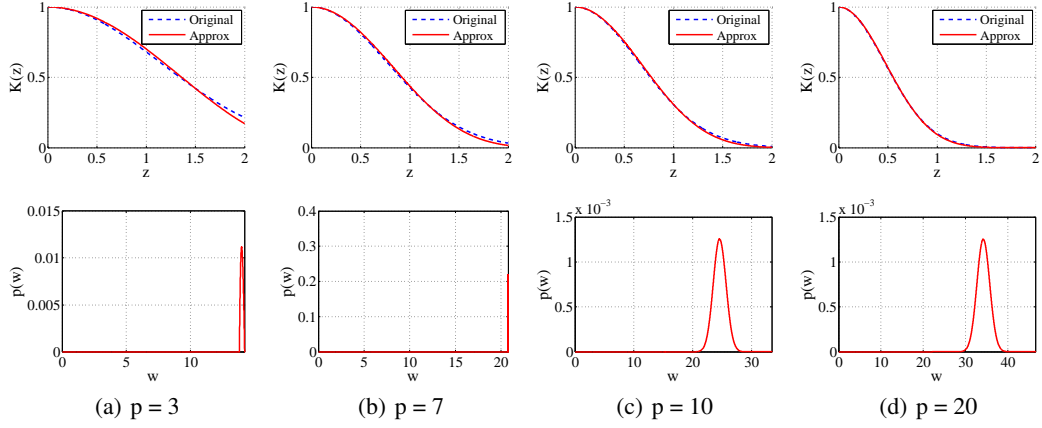 Original
Approx
K(z)
1
0.5
0
0 0.5 1 1.5 2
z
Original
Approx
K(z)
1
0.5
0
0 0.5 1 1.5 2
z
Original
Approx
K(z)
1
0.5
0
0 0.5 1 1.5 2
z
Original
Approx
K(z)
1
0.5
0
0 0.5 1 1.5 2
z
p(w)
0.015
0.01
0.005
0
0 5 10
w
p(w)
0.4
0.3
0.2
0.1
0
0 5 10 15 20
w
x 10⁻³
p(w)
1.5
1
0.5
0
0 10 20 30
w
x 10⁻³
p(w)
1.5
1
0.5
0
0 10 20 30 40
w
(a) p = 3
(b) p = 7
(c) p = 10
(d) p = 20